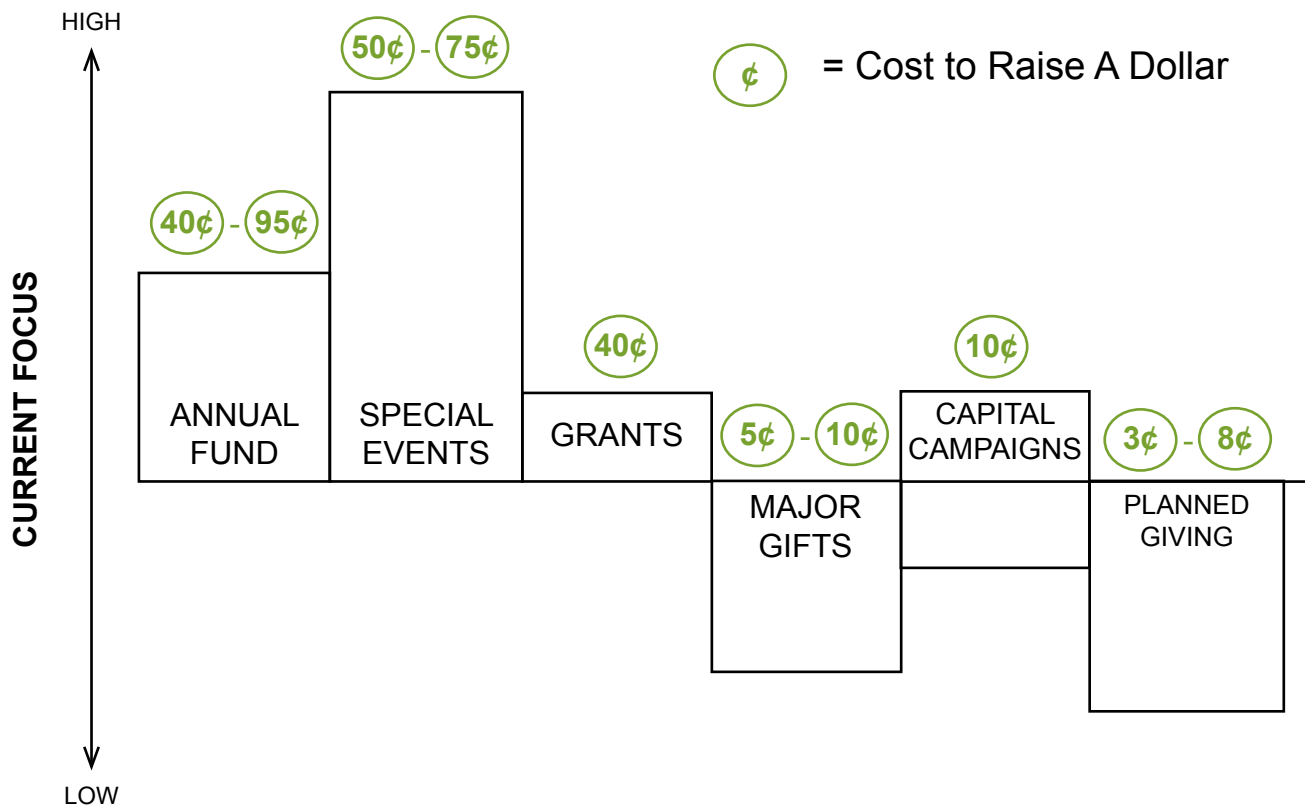 HIGH
50¢ - 75¢
¢ = Cost to Raise A Dollar
40¢ - 95¢
CURRENT FOCUS
40¢
10¢
ANNUAL
FUND
SPECIAL
EVENTS
GRANTS
5¢ - 10¢
CAPITAL
CAMPAIGNS
3¢ - 8¢
MAJOR
GIFTS
PLANNED
GIVING
LOW